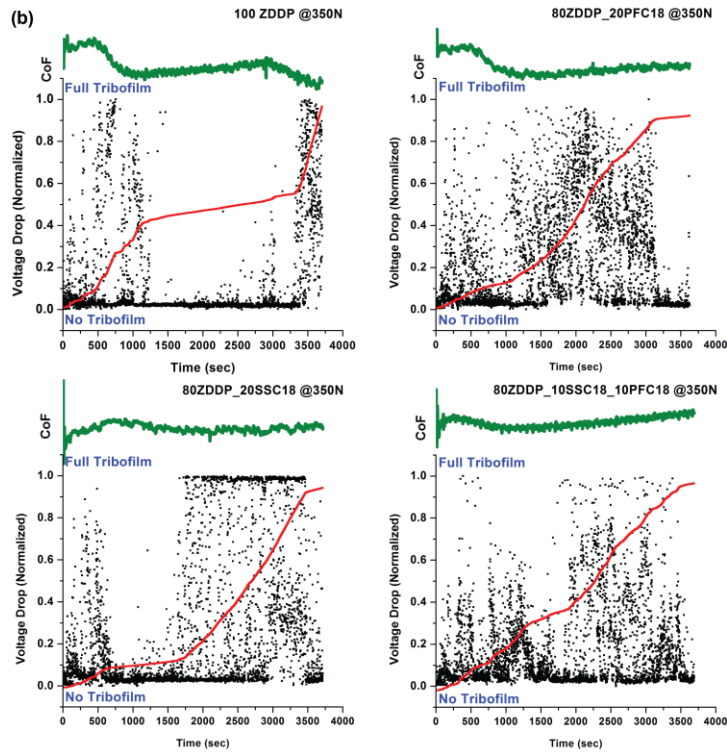 (b)
100 ZDDP @350N
CoF
Full Tribofilm
Voltage Drop (Normalized)
1.0
0.8
0.6
0.4
0.2
0.0
No Tribofilm
0 500 1000 1500 2000 2500 3000 3500 4000
Time (sec)
80ZDDP_20PFC18 @350N
CoF
Full Tribofilm
Voltage Drop (Normalized)
1.0
0.8
0.6
0.4
0.2
0.0
No Tribofilm
0 500 1000 1500 2000 2500 3000 3500 4000
Time (sec)
80ZDDP_20SSC18 @350N
CoF
Full Tribofilm
Voltage Drop (Normalized)
1.0
0.8
0.6
0.4
0.2
0.0
No Tribofilm
0 500 1000 1500 2000 2500 3000 3500 4000
Time (sec)
80ZDDP_10SSC18_10PFC18 @350N
CoF
Full Tribofilm
Voltage Drop (Normalized)
1.0
0.8
0.6
0.4
0.2
0.0
No Tribofilm
0 500 1000 1500 2000 2500 3000 3500 4000
Time (sec)